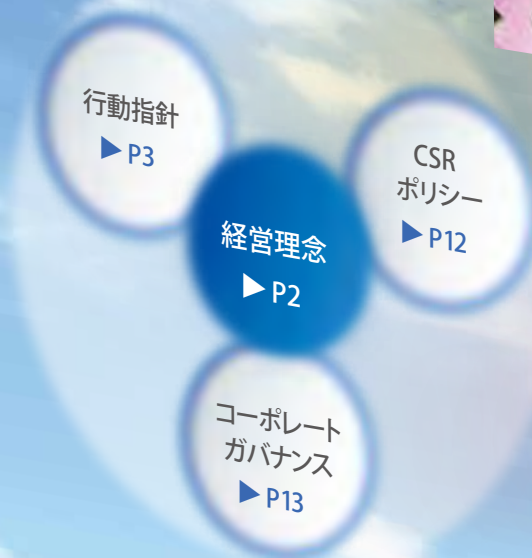 行動指針
▶ P3
CSR
ポリシー
▶ P12
経営理念
▶ P2
コーポレート
ガバナンス
▶ P13